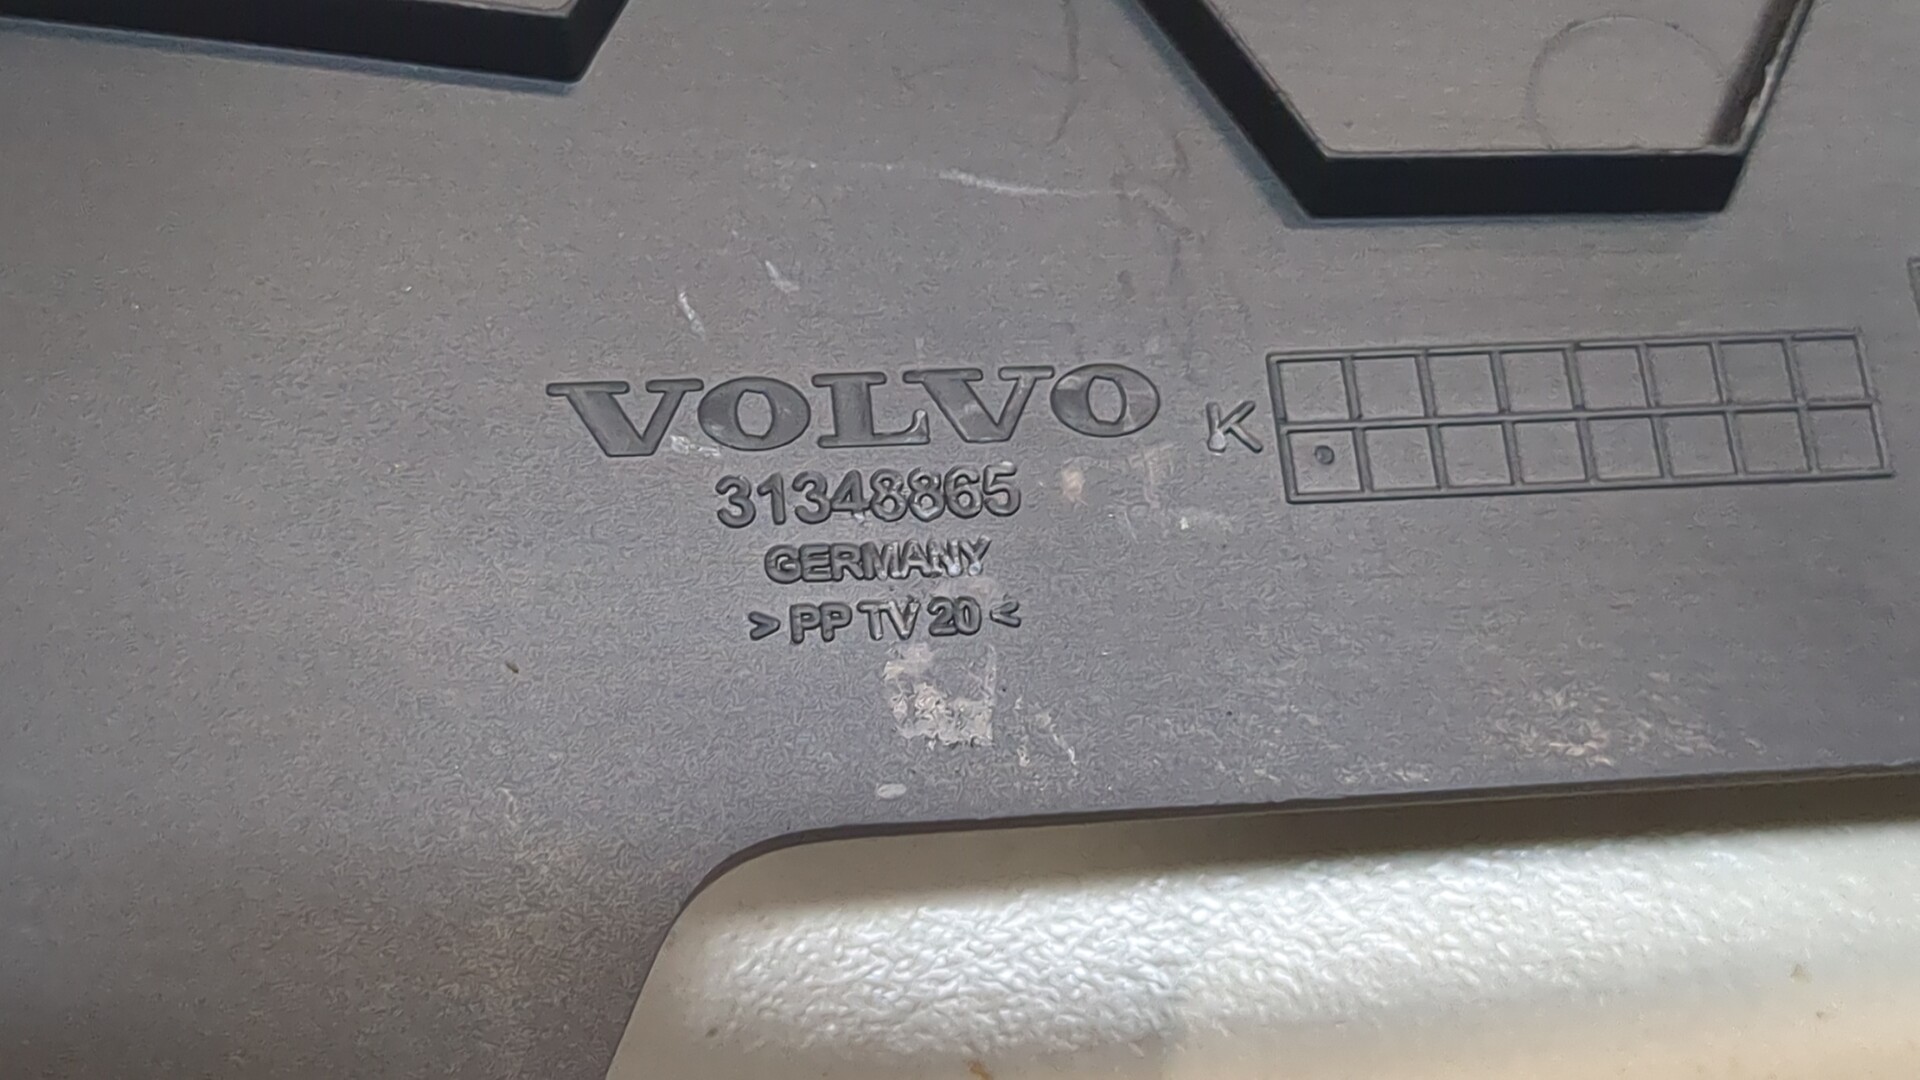 VOLVO
31348865
GERMANY
>PP TV 20<
K